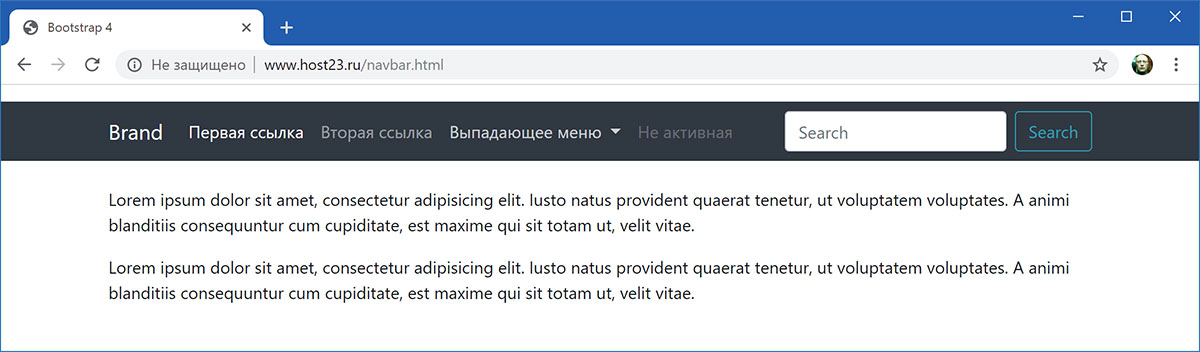 Bootstrap 4
Не защищено | www.host23.ru/navbar.html
Brand Первая ссылка Вторая ссылка Выпадающее меню Не активная Search Search
Lorem ipsum dolor sit amet, consectetur adipisicing elit. Iusto natus provident quaerat tenetur, ut voluptatem voluptates. A animi
blanditiis consequuntur cum cupiditate, est maxime qui sit totam ut, velit vitae.
Lorem ipsum dolor sit amet, consectetur adipisicing elit. Iusto natus provident quaerat tenetur, ut voluptatem voluptates. A animi
blanditiis consequuntur cum cupiditate, est maxime qui sit totam ut, velit vitae.